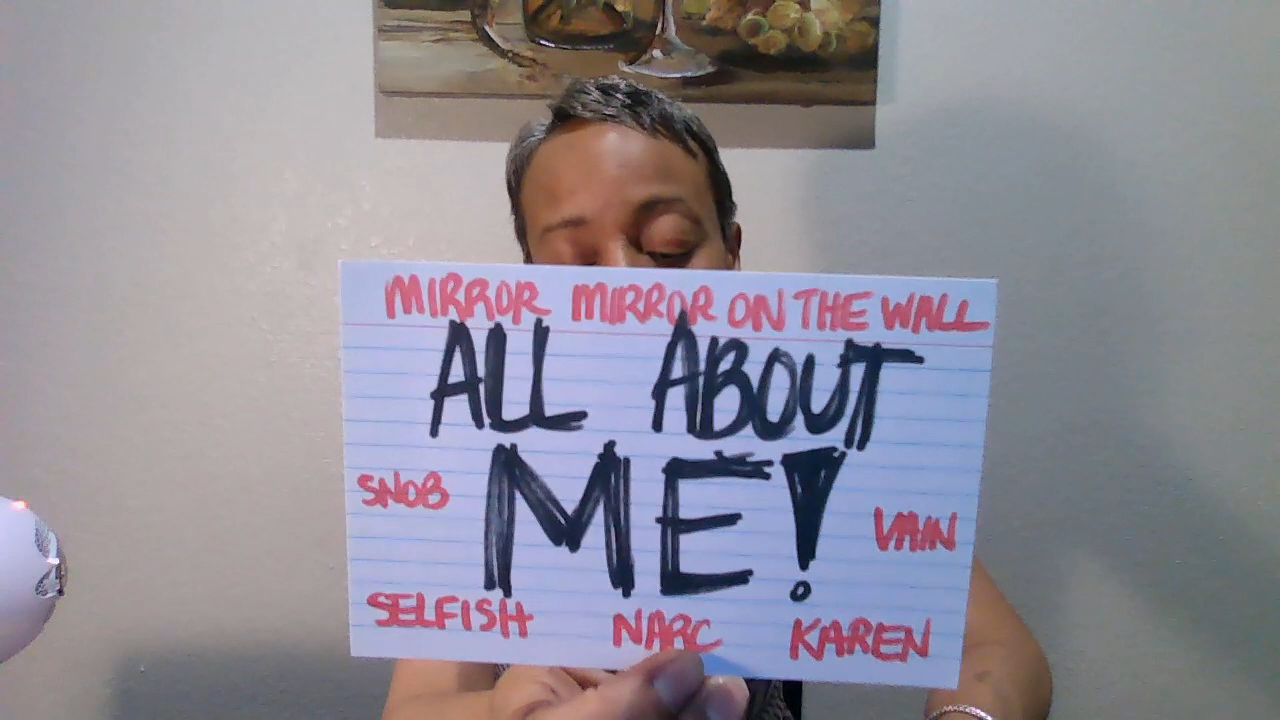 MIRROR MIRROR ON THE WALL
ALL ABOUT
ME!
SNOB
VAIN
SELFISH NARC KAREN